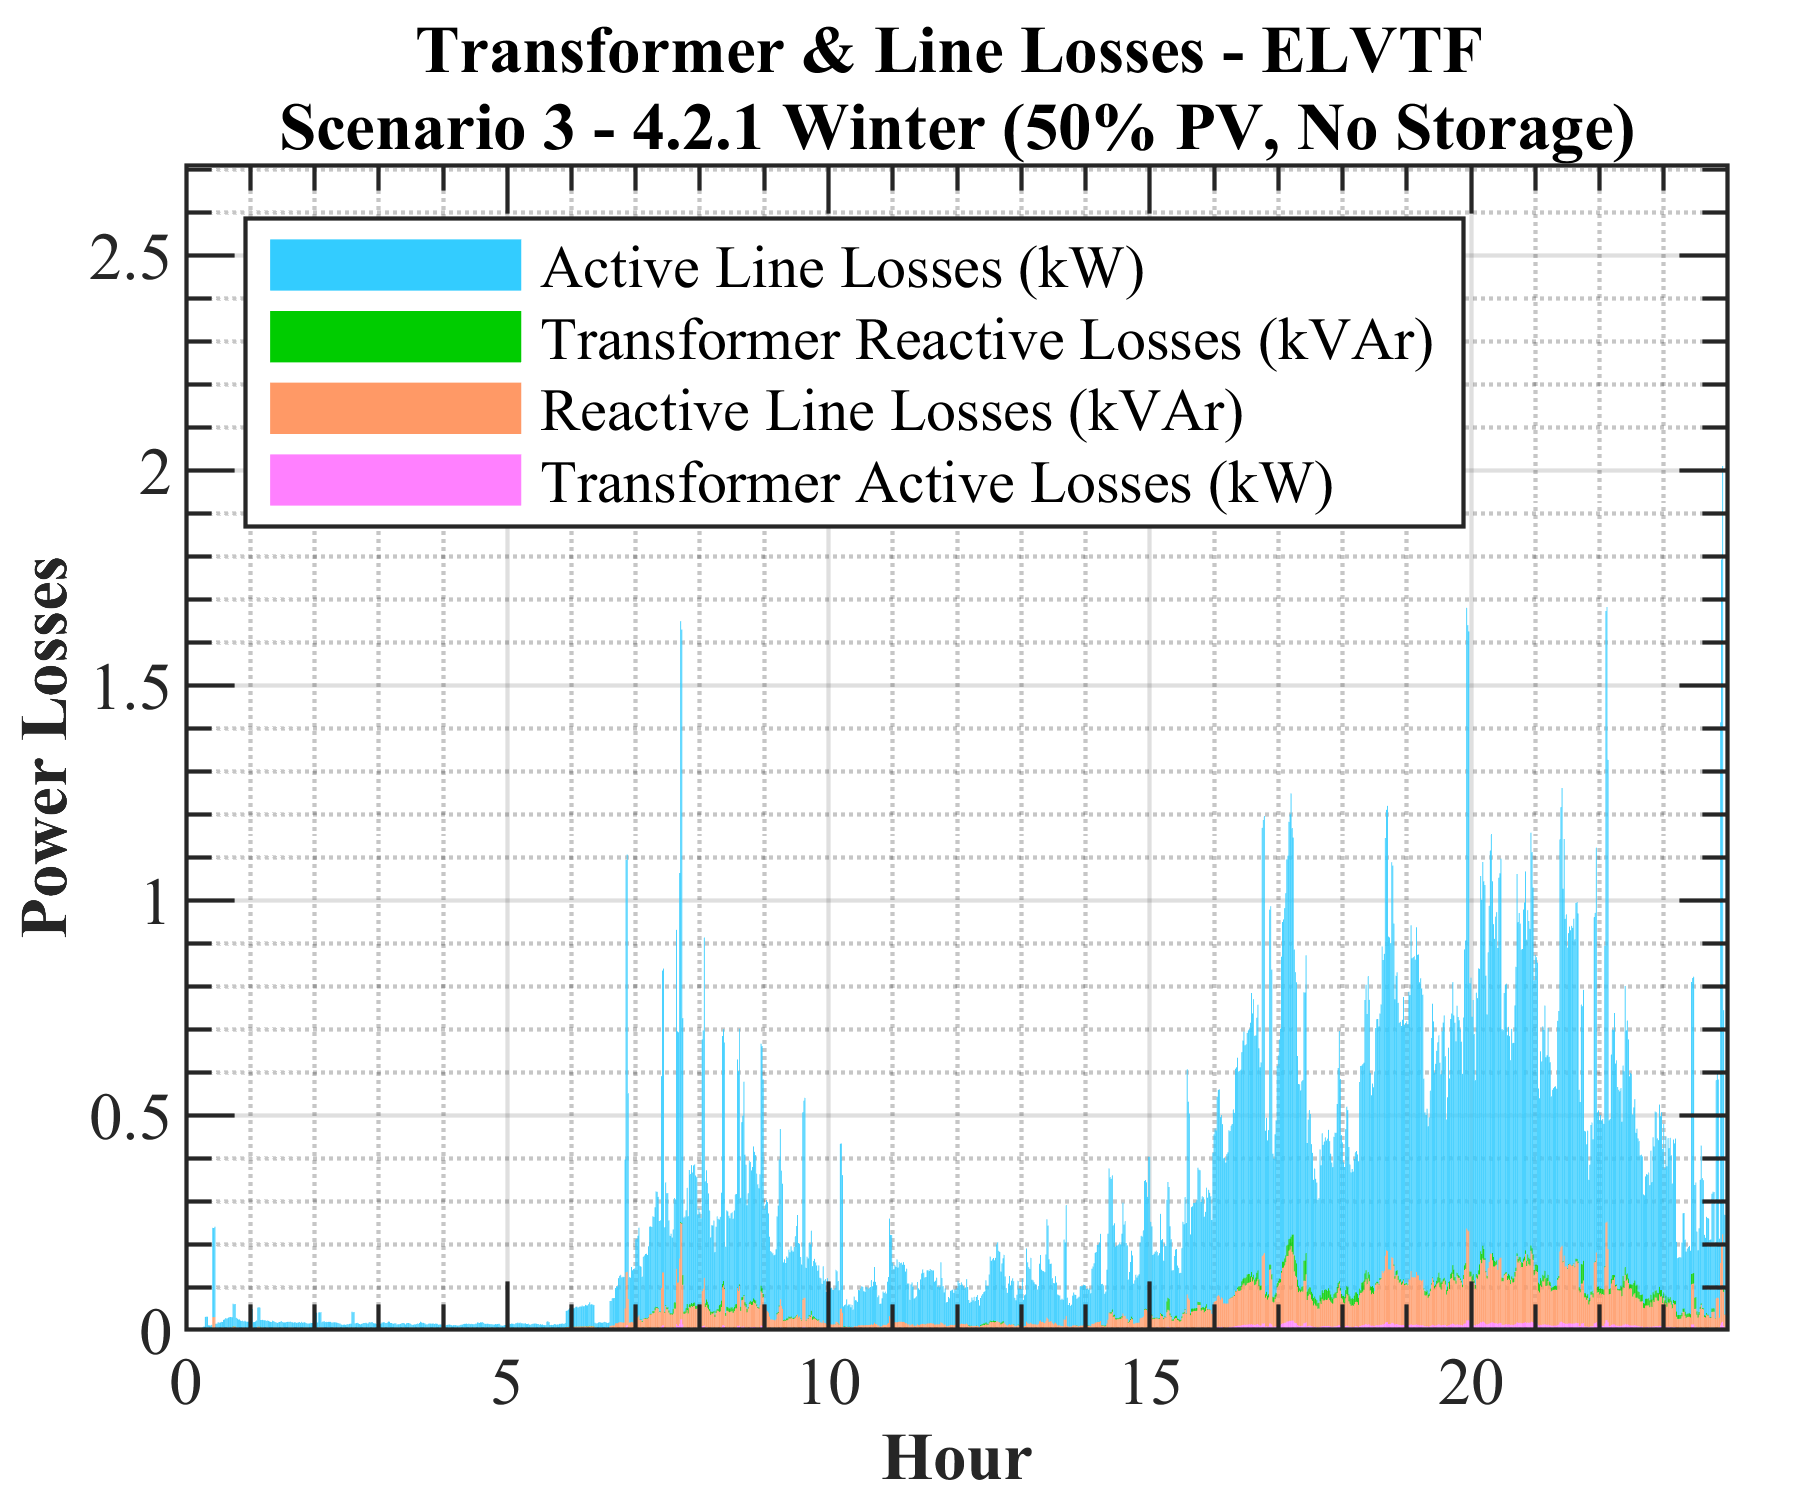 Transformer & Line Losses - ELVTF
Scenario 3 - 4.2.1 Winter (50% PV, No Storage)
Active Line Losses (kW)
Transformer Reactive Losses (kVAr)
Reactive Line Losses (kVAr)
Transformer Active Losses (kW)
Power Losses
2.5
2
1.5
1
0.5
0
0 5 10 15 20
Hour